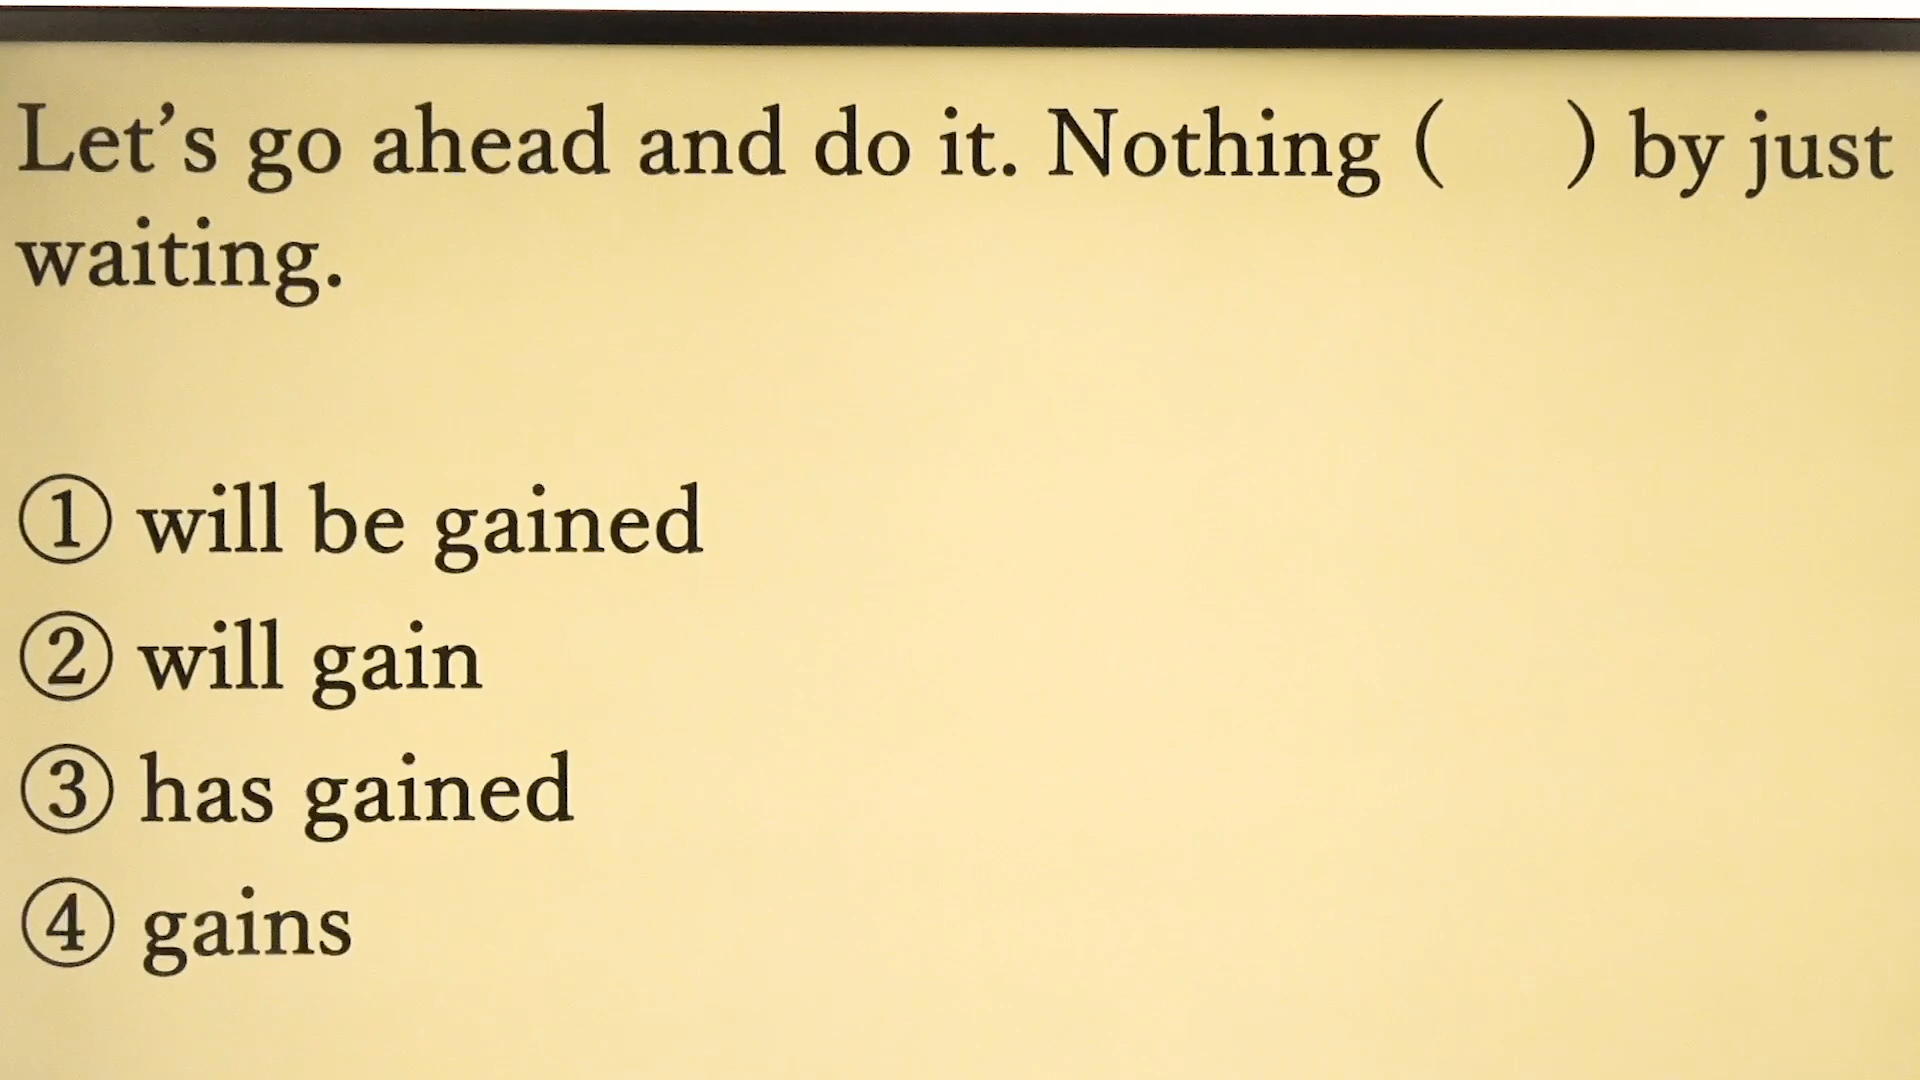 Let’s go ahead and do it. Nothing (　　) by just
waiting.
① will be gained
② will gain
③ has gained
④ gains